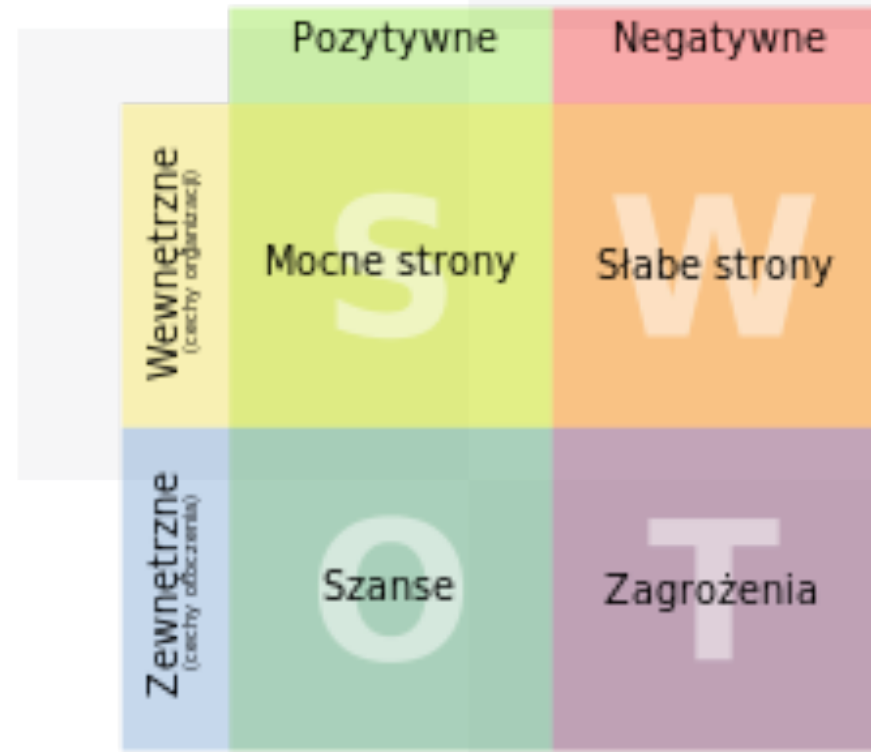 Pozytywne Negatywne
Wewnętrzne
(cechy organizacji)
S
Mocne strony
W
Słabe strony
Zewnętrzne
(cechy otoczenia)
O
Szanse
T
Zagrożenia